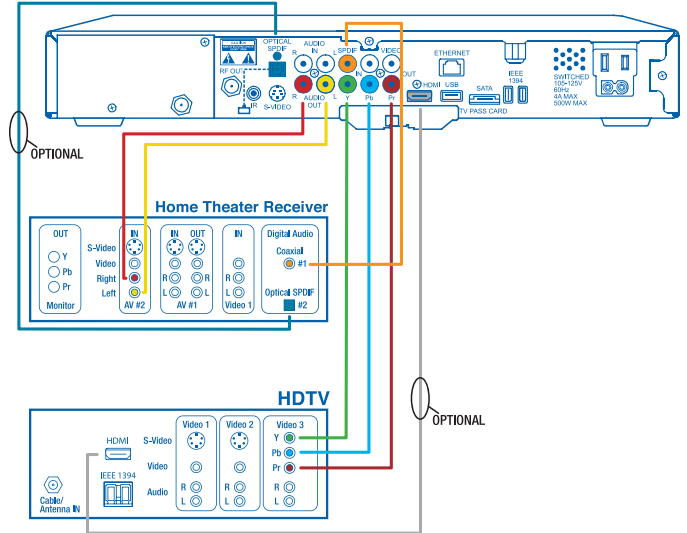 CAUTION
OPTICAL
SPDIF
AUDIO
IN
R
L
SPDIF
VIDEO
ETHERNET
RF OUT
IN
IEEE
1394
SWITCHED
105-125V
60Hz
4A MAX
500W MAX
OUT
HDMI
USB
SATA
IR
S-VIDEO
R
AUDIO
OUT
L
Y
Pb
Pr
TV PASS CARD
OPTIONAL
Home Theater Receiver
OUT
Y
Pb
Pr
Monitor
S-Video
Video
Right
Left
IN
AV #2
IN
OUT
R
R
L
L
AV #1
IN
R
L
Video 1
Digital Audio
Coaxial
#1
Optical SPDIF
#2
OPTIONAL
HDTV
HDMI
IEEE 1394
Cable/
Antenna IN
S-Video
Video
Audio
Video 1
R
L
Video 2
R
L
Video 3
Y
Pb
Pr
R
L